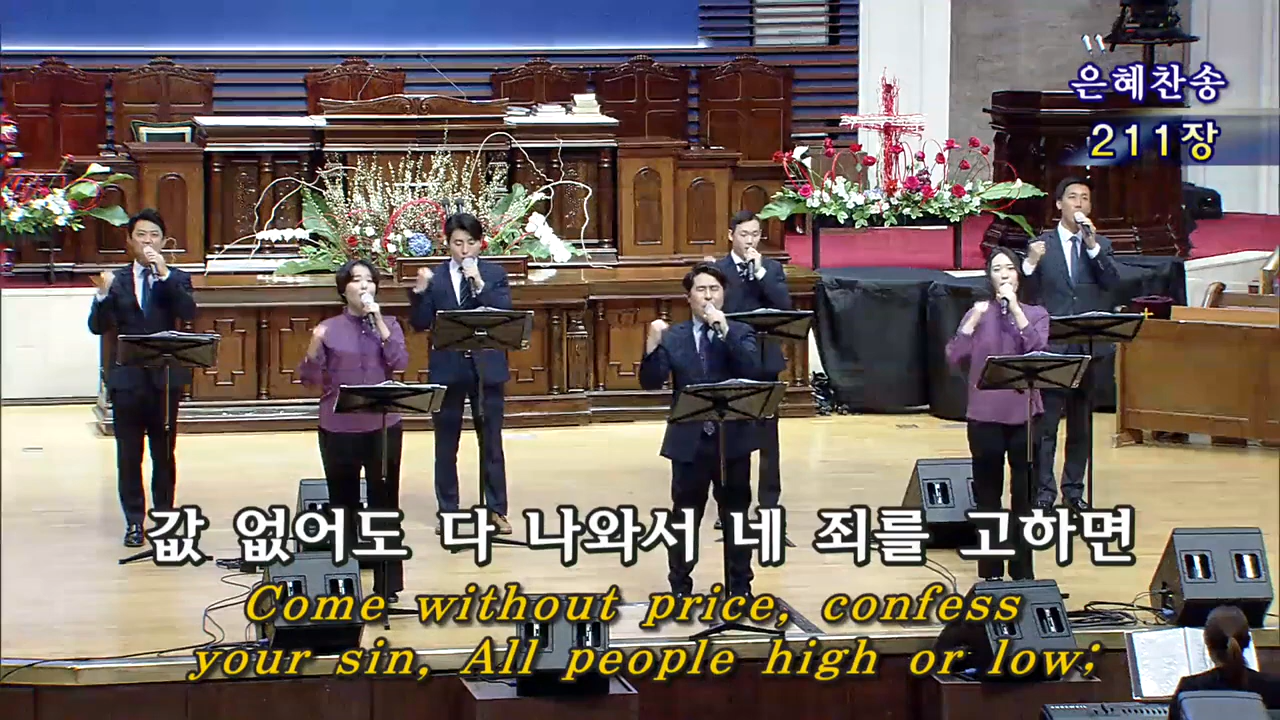 은혜찬송
211장
값 없어도 다 나와서 네 죄를 고하면
Come without price, confess
your sin, All people high or low;
KURZWEIL